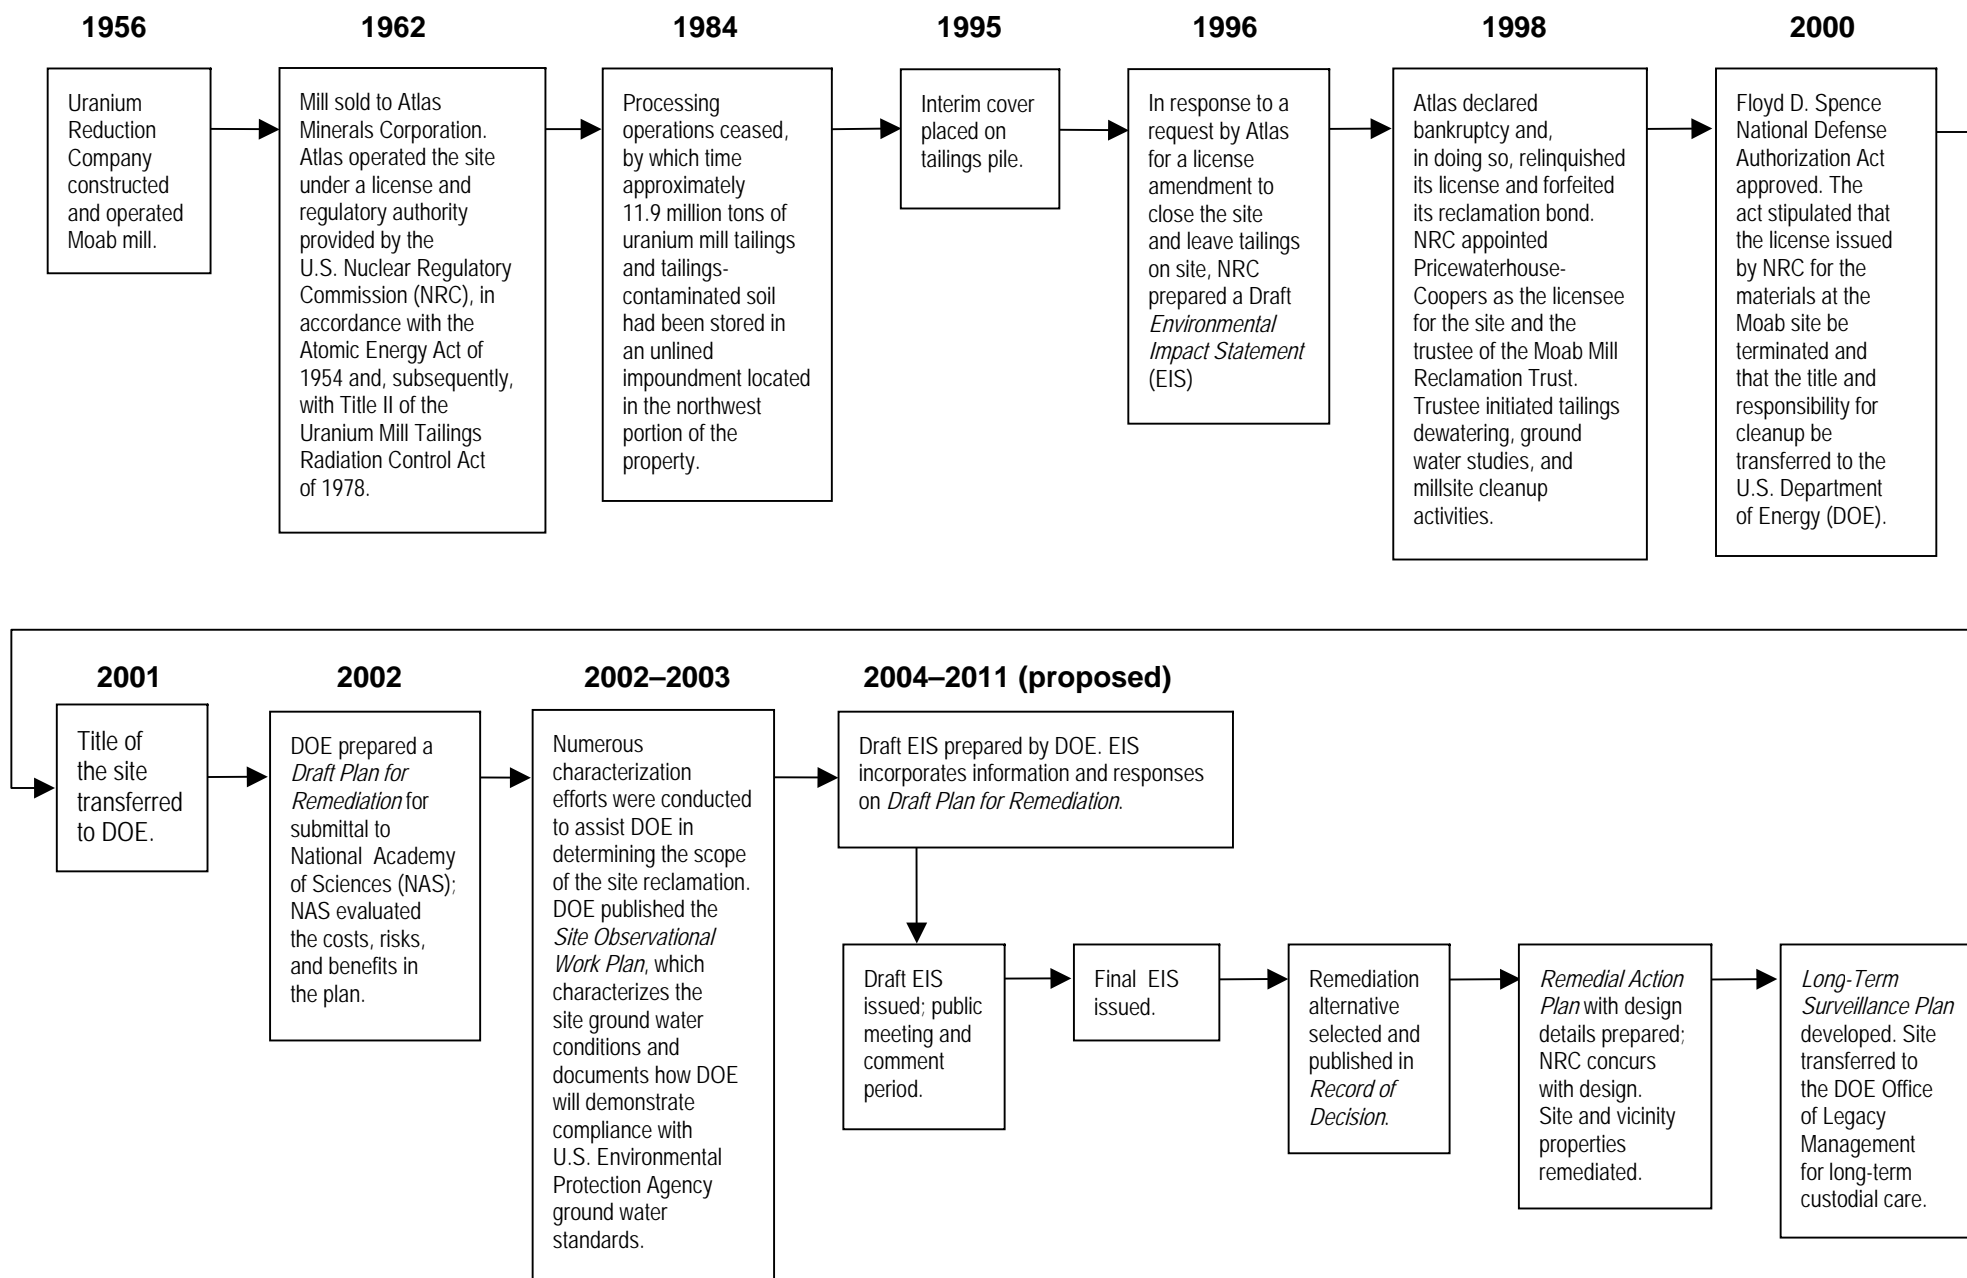 1956
Uranium
Reduction
Company
constructed
and operated
Moab mill.
1962
Mill sold to Atlas
Minerals Corporation.
Atlas operated the site
under a license and
regulatory authority
provided by the
U.S. Nuclear Regulatory
Commission (NRC), in
accordance with the
Atomic Energy Act of
1954 and, subsequently,
with Title II of the
Uranium Mill Tailings
Radiation Control Act
of 1978.
1984
Processing
operations ceased,
by which time
approximately
11.9 million tons of
uranium mill tailings
and tailings-
contaminated soil
had been stored in
an unlined
impoundment located
in the northwest
portion of the
property.
1995
Interim cover
placed on
tailings pile.
1996
In response to a
request by Atlas
for a license
amendment to
close the site
and leave tailings
on site, NRC
prepared a Draft
Environmental
Impact Statement
(EIS)
1998
Atlas declared
bankruptcy and,
in doing so, relinquished
its license and forfeited
its reclamation bond.
NRC appointed
Pricewaterhouse-
Coopers as the licensee
for the site and the
trustee of the Moab Mill
Reclamation Trust.
Trustee initiated tailings
dewatering, ground
water studies, and
millsite cleanup
activities.
2000
Floyd D. Spence
National Defense
Authorization Act
approved. The
act stipulated that
the license issued
by NRC for the
materials at the
Moab site be
terminated and
that the title and
responsibility for
cleanup be
transferred to the
U.S. Department
of Energy (DOE).
2001
Title of
the site
transferred
to DOE.
2002
DOE prepared a
Draft Plan for
Remediation for
submittal to
National Academy
of Sciences (NAS);
NAS evaluated
the costs, risks,
and benefits in
the plan.
2002–2003
Numerous
characterization
efforts were conducted
to assist DOE in
determining the scope
of the site reclamation.
DOE published the
Site Observational
Work Plan, which
characterizes the
site ground water
conditions and
documents how DOE
will demonstrate
compliance with
U.S. Environmental
Protection Agency
ground water
standards.
2004–2011 (proposed)
Draft EIS prepared by DOE. EIS
incorporates information and responses
on Draft Plan for Remediation.
Draft EIS
issued; public
meeting and
comment
period.
Final EIS
issued.
Remediation
alternative
selected and
published in
Record of
Decision.
Remedial Action
Plan with design
details prepared;
NRC concurs
with design.
Site and vicinity
properties
remediated.
Long-Term
Surveillance Plan
developed. Site
transferred to
the DOE Office
of Legacy
Management
for long-term
custodial care.